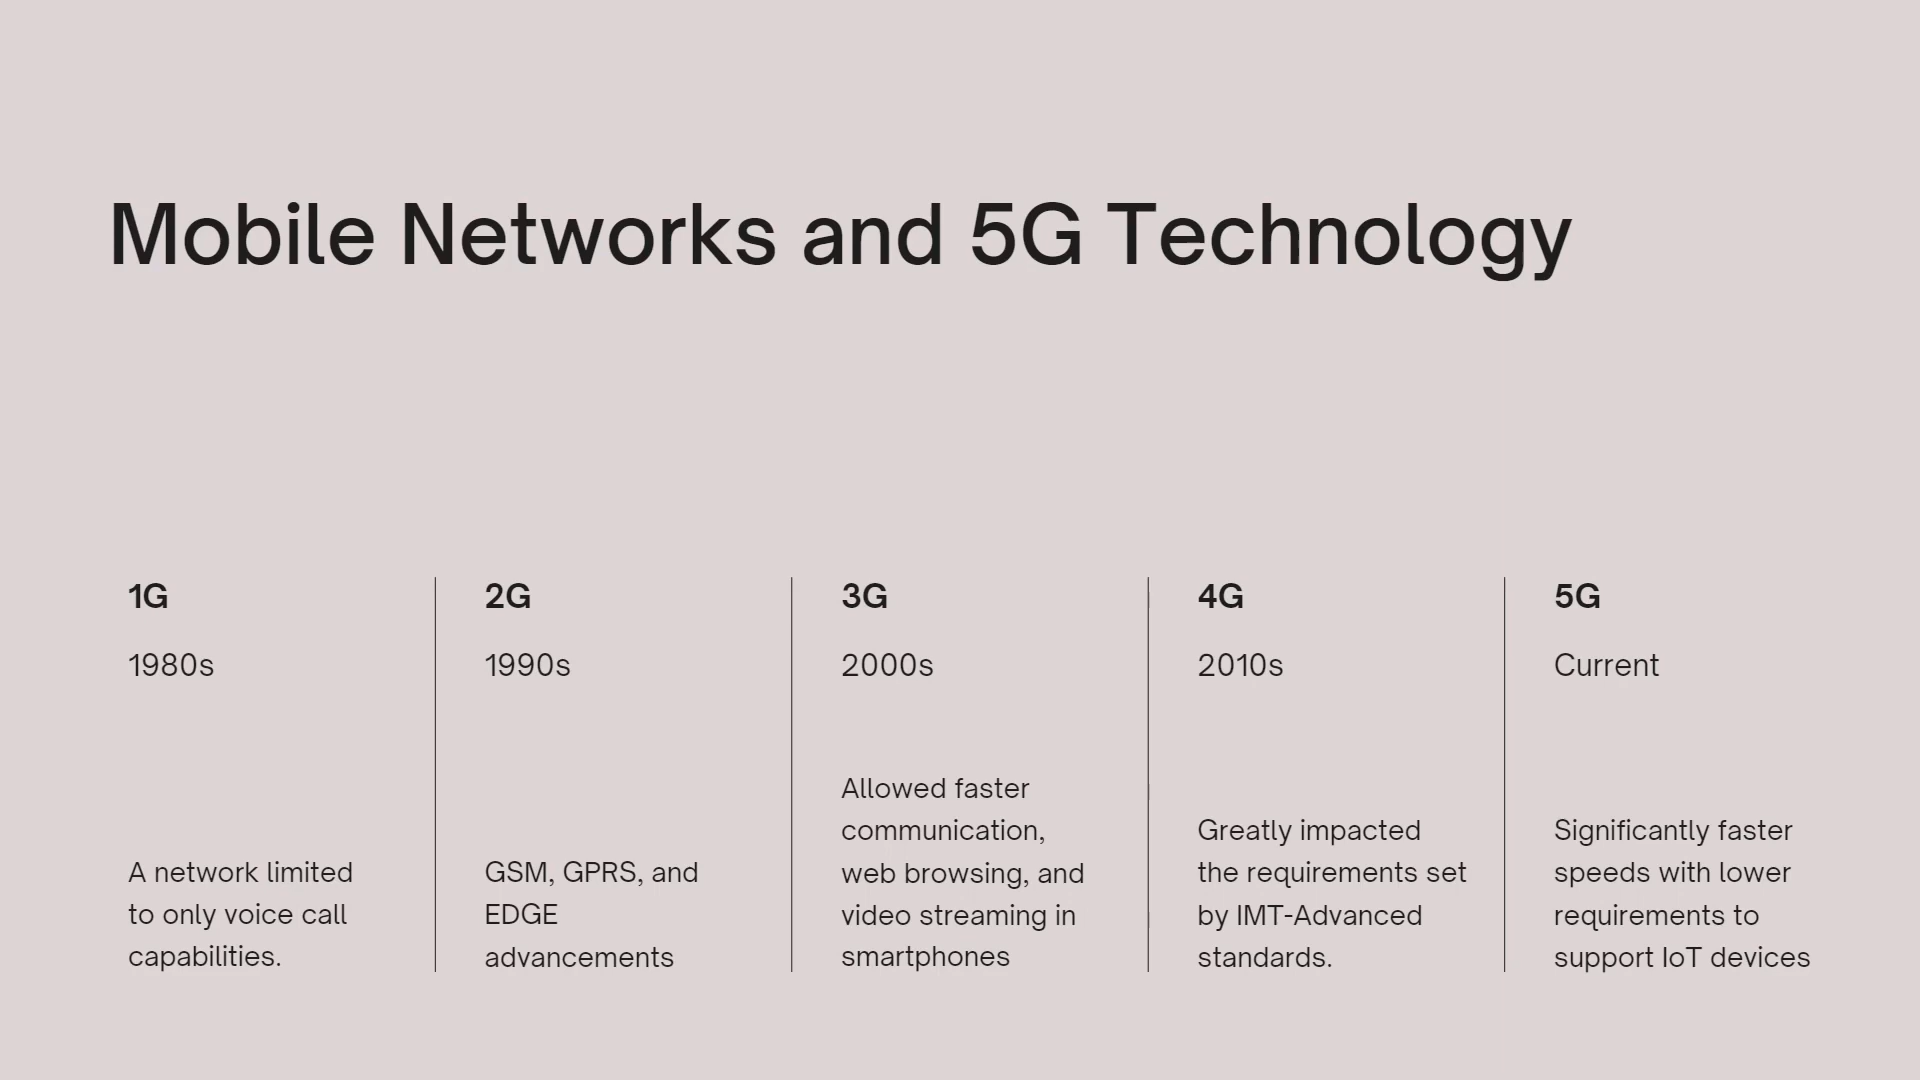 Mobile Networks and 5G Technology
1G
1980s
A network limited
to only voice call
capabilities.
2G
1990s
GSM, GPRS, and
EDGE
advancements
3G
2000s
Allowed faster
communication,
web browsing, and
video streaming in
smartphones
4G
2010s
Greatly impacted
the requirements set
by IMT-Advanced
standards.
5G
Current
Significantly faster
speeds with lower
requirements to
support IoT devices